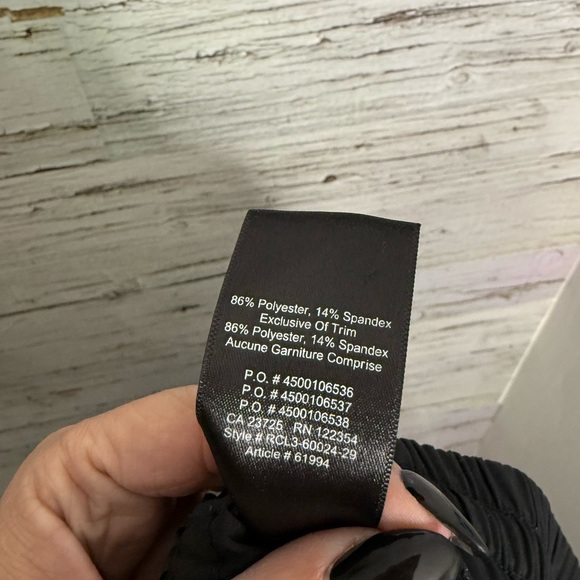 86% Polyester, 14% Spandex
Exclusive Of Trim
86% Polyester, 14% Spandex
Aucune Garniture Comprise
P.O. # 4500106536
P.O. # 4500106537
P.O. # 4500106538
CA 23725 RN 122354
Style # RCL3-60024-29
Article # 61994